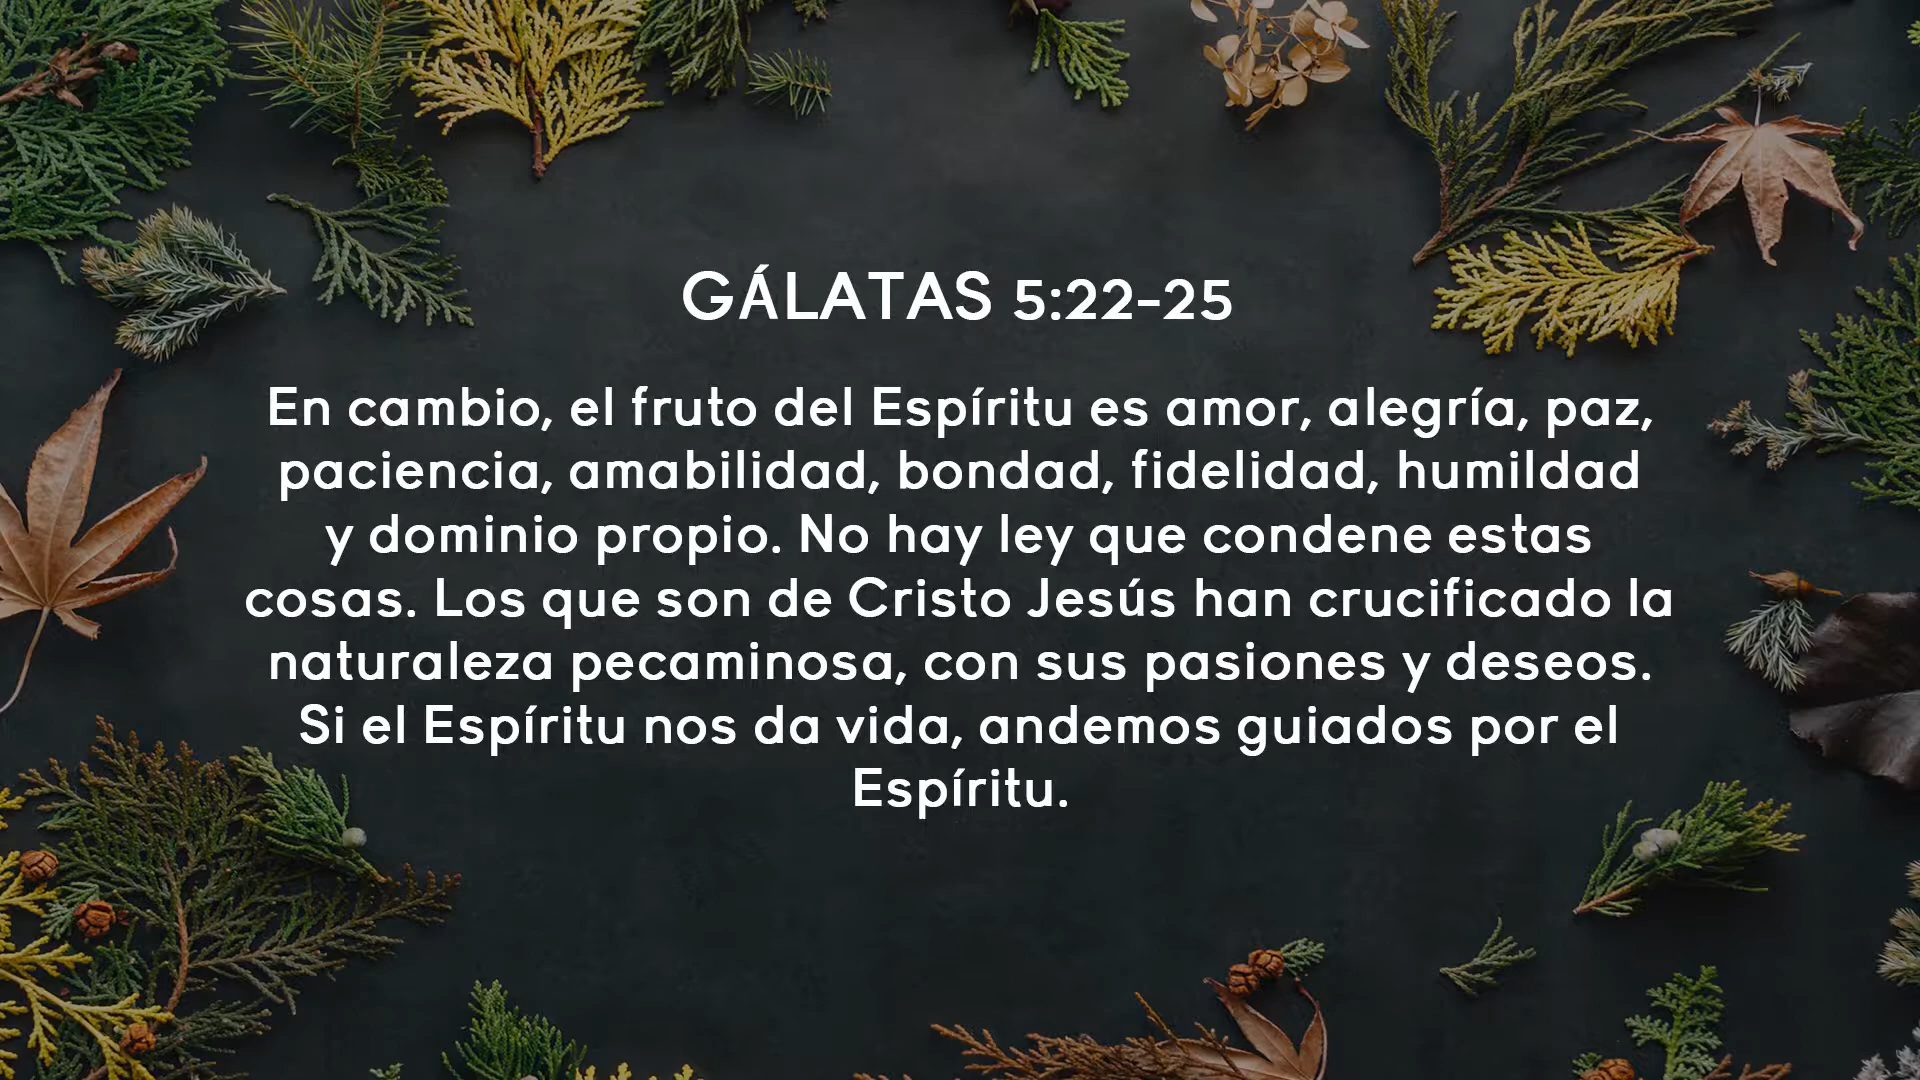 GÁLATAS 5:22-25
En cambio, el fruto del Espíritu es amor, alegría, paz,
paciencia, amabilidad, bondad, fidelidad, humildad
y dominio propio. No hay ley que condene estas
cosas. Los que son de Cristo Jesús han crucificado la
naturaleza pecaminosa, con sus pasiones y deseos.
Si el Espíritu nos da vida, andemos guiados por el
Espíritu.